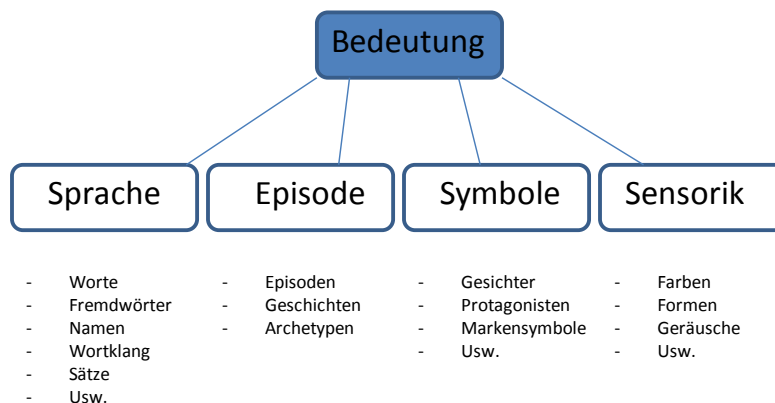 Bedeutung
Sprache
Episode
Symbole
Sensorik
- Worte
- Fremdwörter
- Namen
- Wortklang
- Sätze
- Usw.
- Episoden
- Geschichten
- Archetypen
- Gesichter
- Protagonisten
- Markensymbole
- Usw.
- Farben
- Formen
- Geräusche
- Usw.